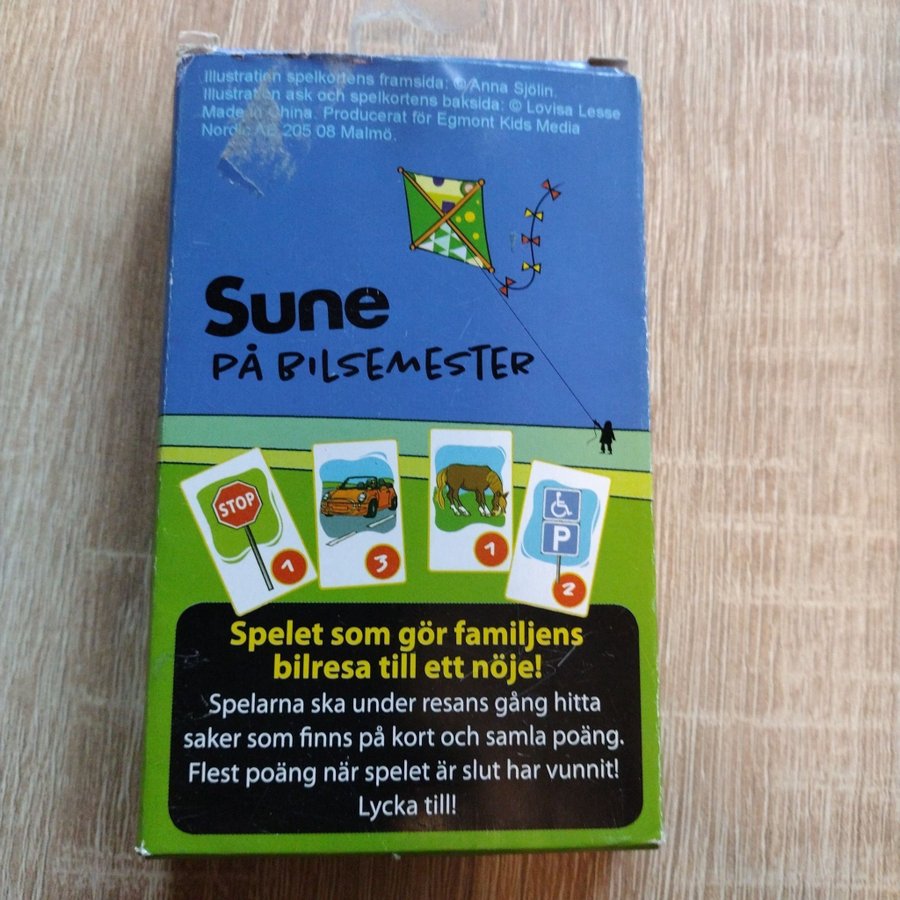 Illustration spelkortens framsida: © Anna Sjölin.
Illustration ask och spelkortens baksida: © Lovisa Lesse
Made in China. Producerat för Egmont Kids Media
Nordic AB 205 08 Malmö.
Sune
PÅ BILSEMESTER
STOP
1
3
1
P
2
Spelet som gör familjens
bilresa till ett nöje!
Spelarna ska under resans gång hitta
saker som finns på kort och samla poäng.
Flest poäng när spelet är slut har vunnit!
Lycka till!